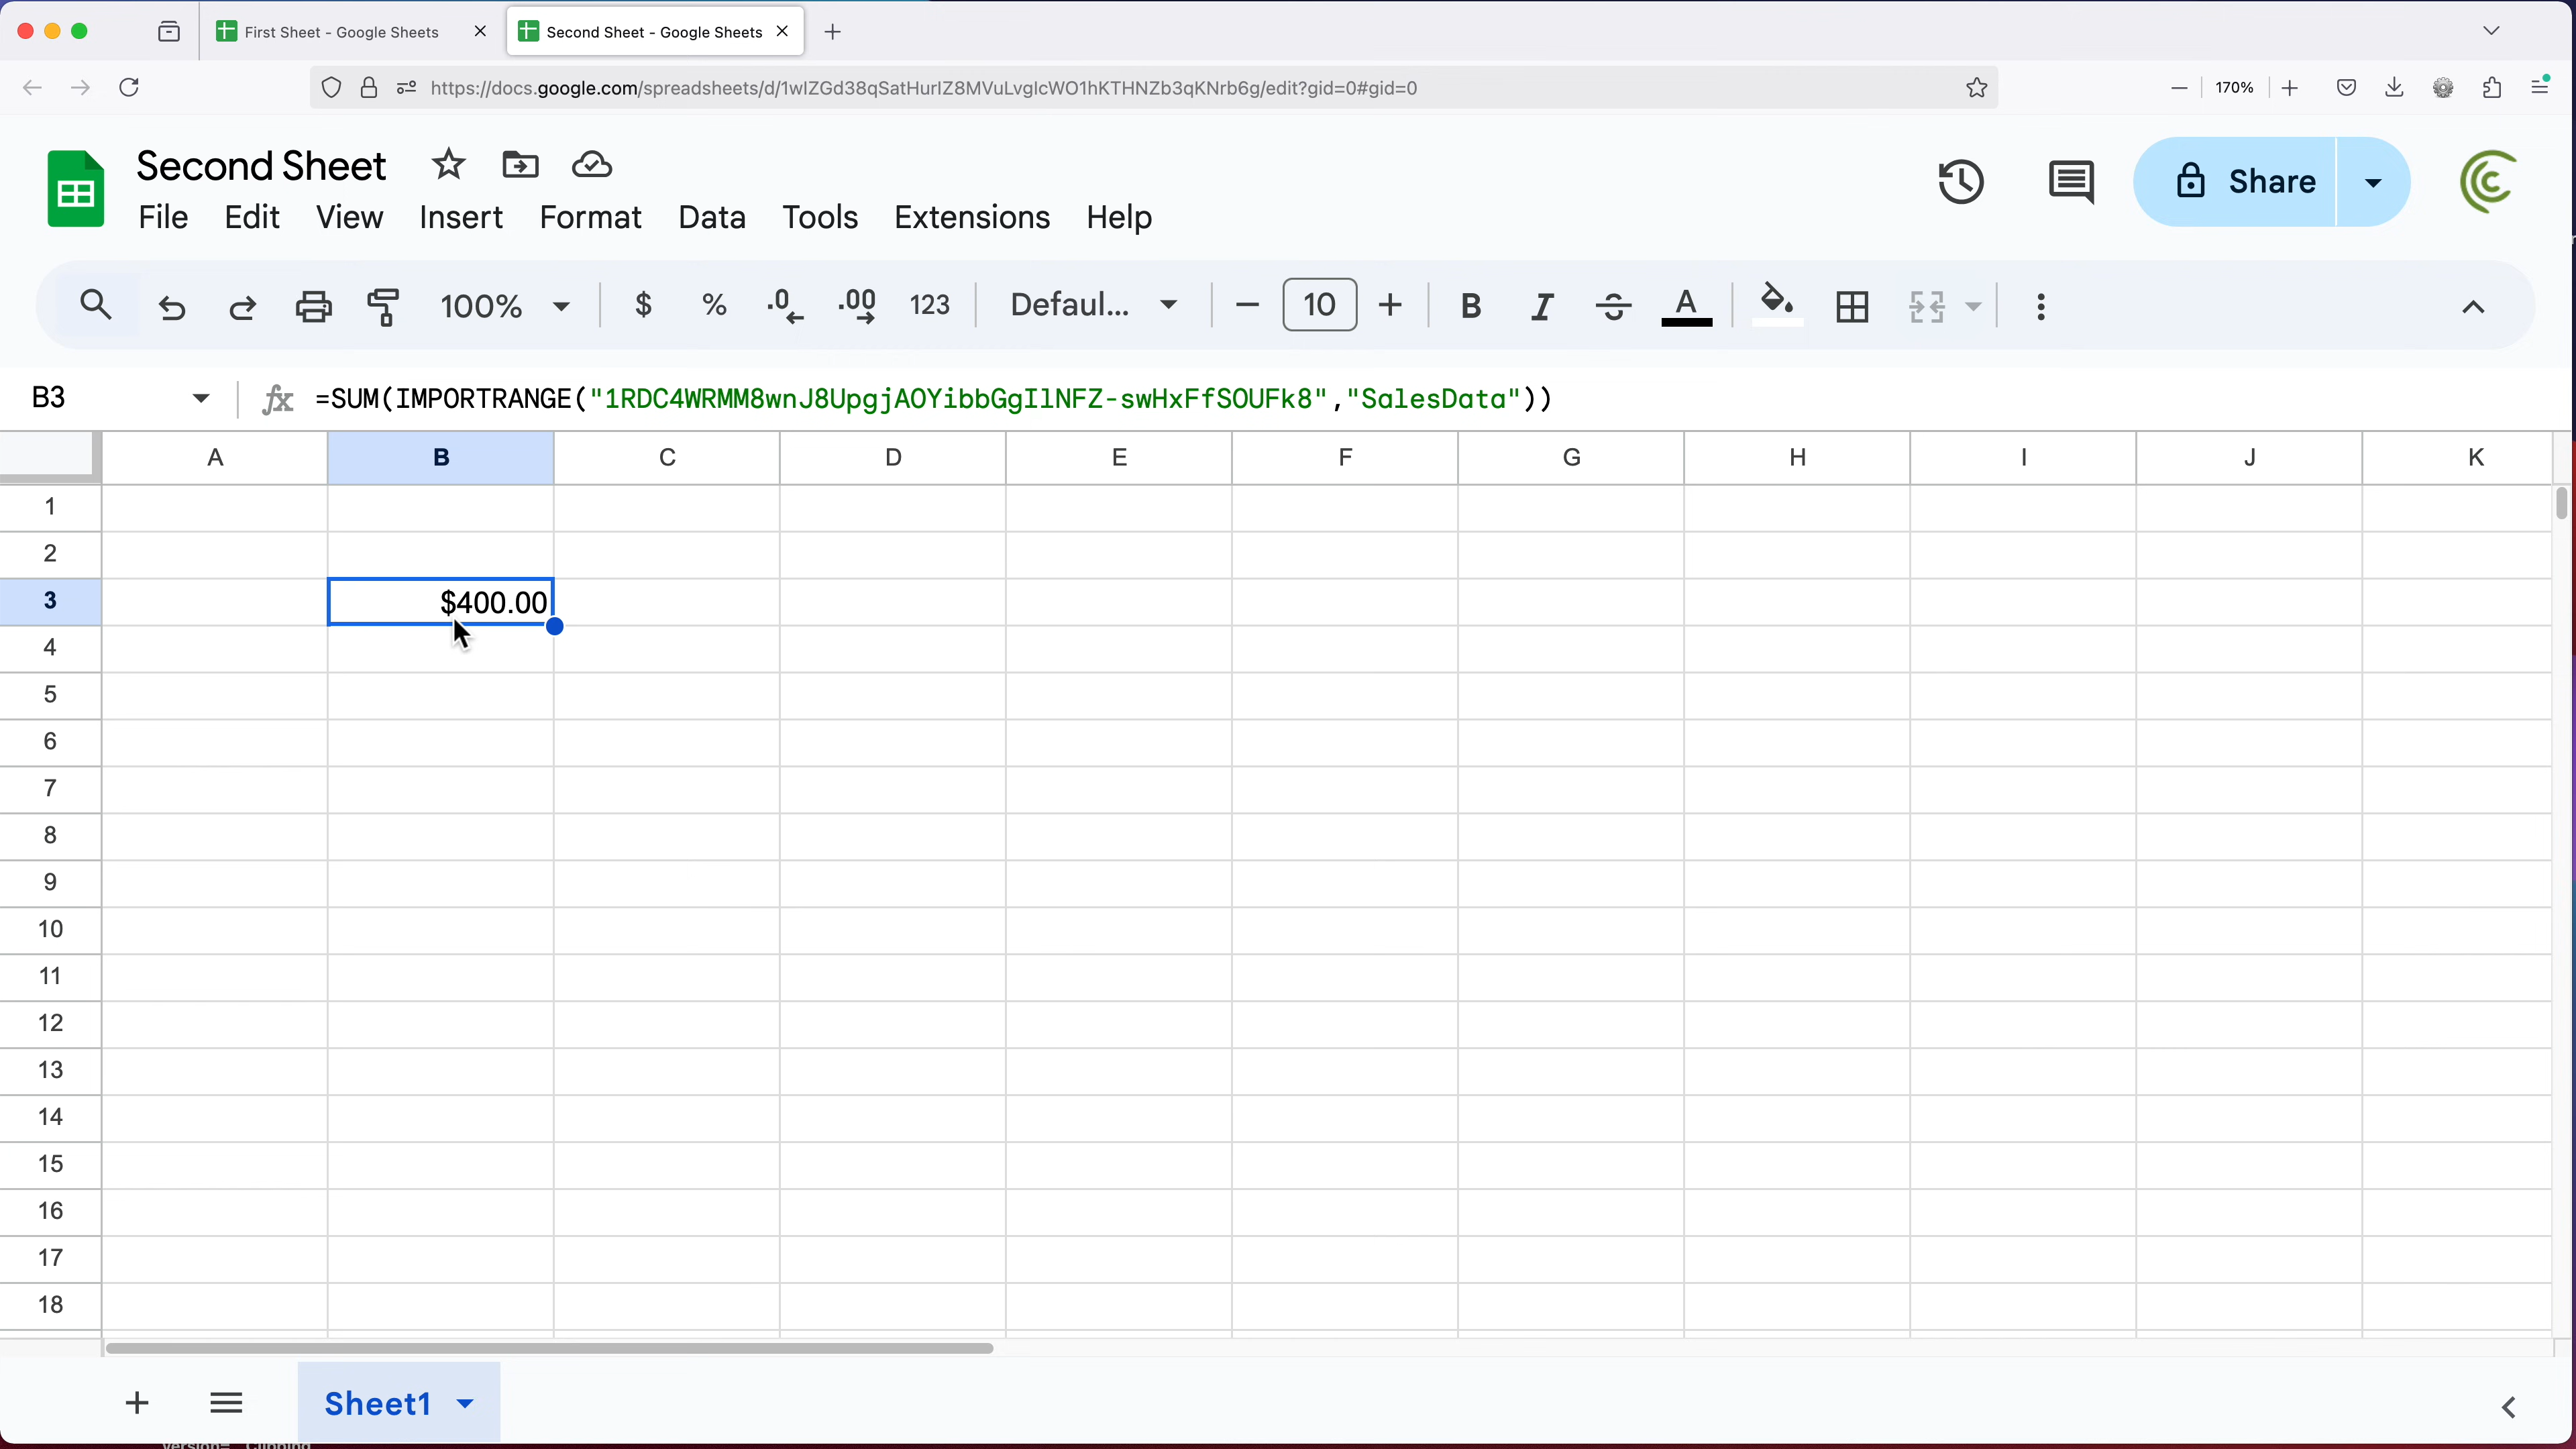 First Sheet - Google Sheets
Second Sheet - Google Sheets
https://docs.google.com/spreadsheets/d/1wIZGd38qSatHurIZ8MVuLvgIcWO1hKTHNZb3qKNrb6g/edit?gid=0#gid=0
170%
Second Sheet
File Edit View Insert Format Data Tools Extensions Help
Share
100% $ % .0 .00 123 Defaul... 10 B I S A
B3 fx =SUM(IMPORTRANGE("1RDC4WRMM8wnJ8UpgjAOYibbGgIlNFZ-swHxFfSOUFk8","SalesData"))
A B C D E F G H I J K
1
2
3 $400.00
4
5
6
7
8
9
10
11
12
13
14
15
16
17
18
Sheet1